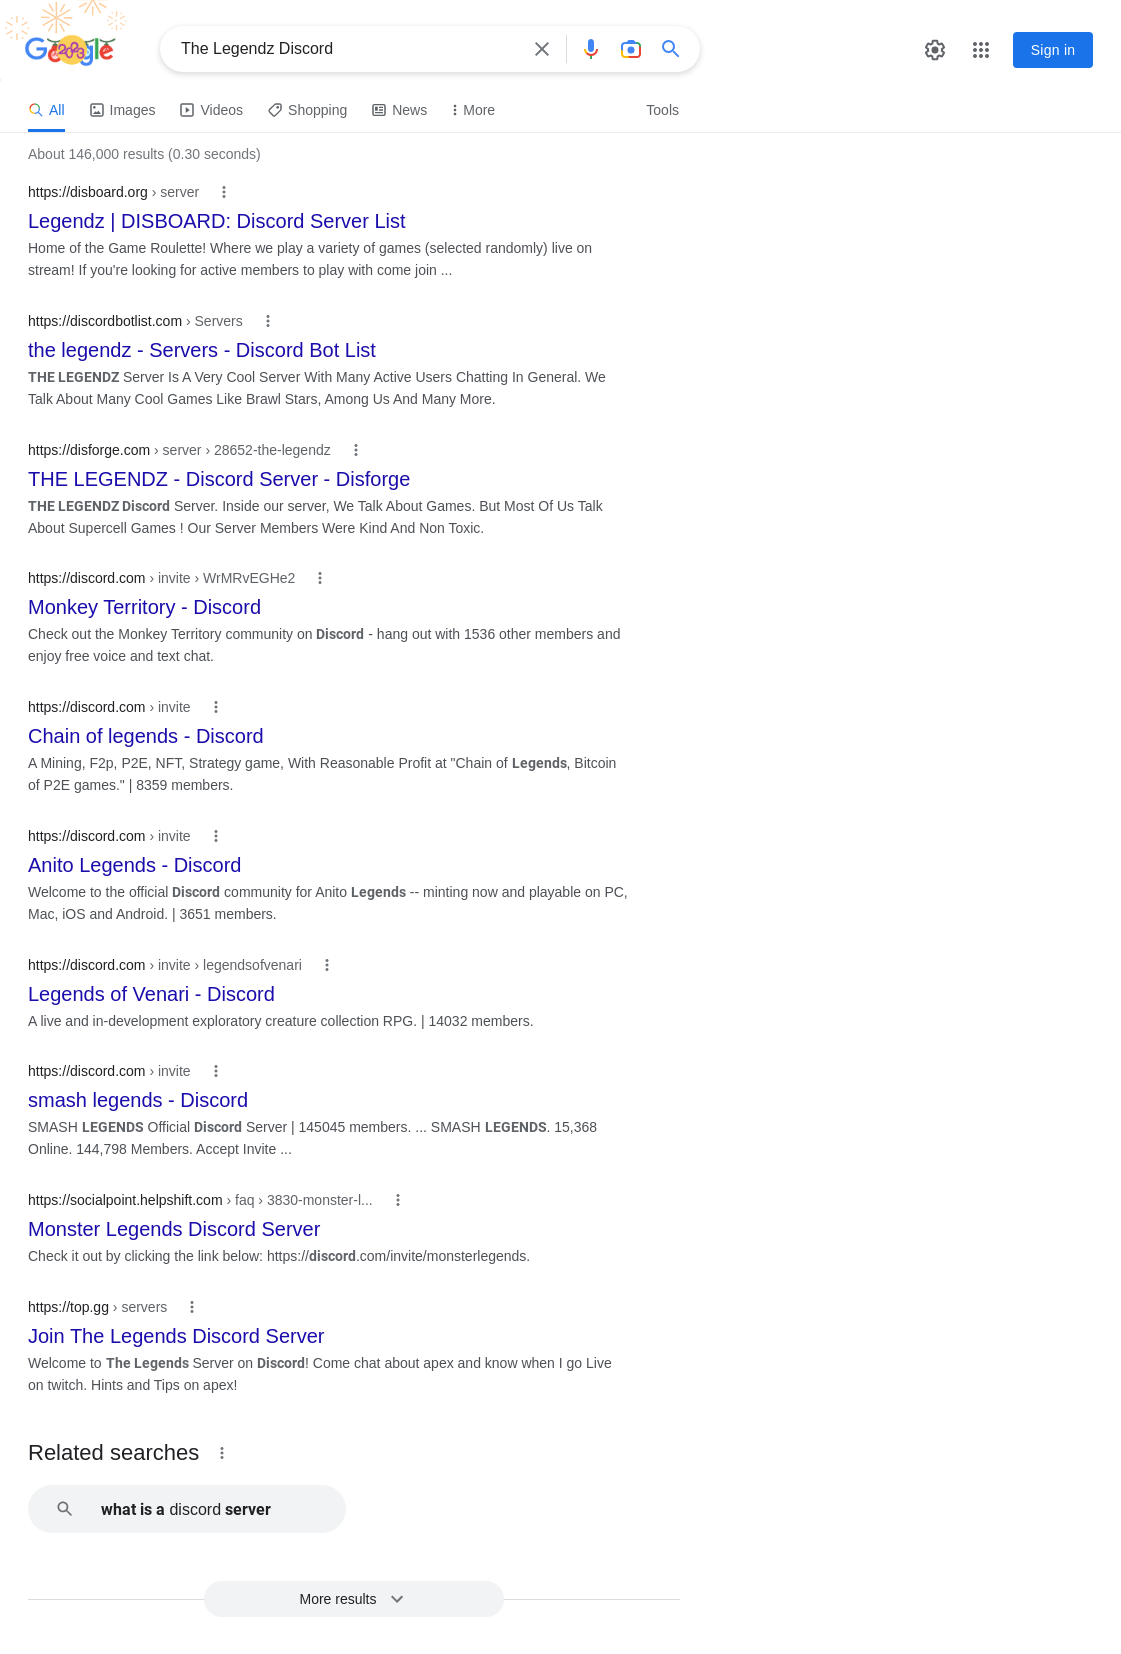 Google
The Legendz Discord
Sign in
All
Images
Videos
Shopping
News
More
Tools
About 146,000 results (0.30 seconds)
https://disboard.org › server
Legendz | DISBOARD: Discord Server List
Home of the Game Roulette! Where we play a variety of games (selected randomly) live on
stream! If you're looking for active members to play with come join ...
https://discordbotlist.com › Servers
the legendz - Servers - Discord Bot List
THE LEGENDZ Server Is A Very Cool Server With Many Active Users Chatting In General. We
Talk About Many Cool Games Like Brawl Stars, Among Us And Many More.
https://disforge.com › server › 28652-the-legendz
THE LEGENDZ - Discord Server - Disforge
THE LEGENDZ Discord Server. Inside our server, We Talk About Games. But Most Of Us Talk
About Supercell Games ! Our Server Members Were Kind And Non Toxic.
https://discord.com › invite › WrMRvEGHe2
Monkey Territory - Discord
Check out the Monkey Territory community on Discord - hang out with 1536 other members and
enjoy free voice and text chat.
https://discord.com › invite
Chain of legends - Discord
A Mining, F2p, P2E, NFT, Strategy game, With Reasonable Profit at "Chain of Legends, Bitcoin
of P2E games." | 8359 members.
https://discord.com › invite
Anito Legends - Discord
Welcome to the official Discord community for Anito Legends -- minting now and playable on PC,
Mac, iOS and Android. | 3651 members.
https://discord.com › invite › legendsofvenari
Legends of Venari - Discord
A live and in-development exploratory creature collection RPG. | 14032 members.
https://discord.com › invite
smash legends - Discord
SMASH LEGENDS Official Discord Server | 145045 members. ... SMASH LEGENDS. 15,368
Online. 144,798 Members. Accept Invite ...
https://socialpoint.helpshift.com › faq › 3830-monster-l...
Monster Legends Discord Server
Check it out by clicking the link below: https://discord.com/invite/monsterlegends.
https://top.gg › servers
Join The Legends Discord Server
Welcome to The Legends Server on Discord! Come chat about apex and know when I go Live
on twitch. Hints and Tips on apex!
Related searches
what is a discord server
More results